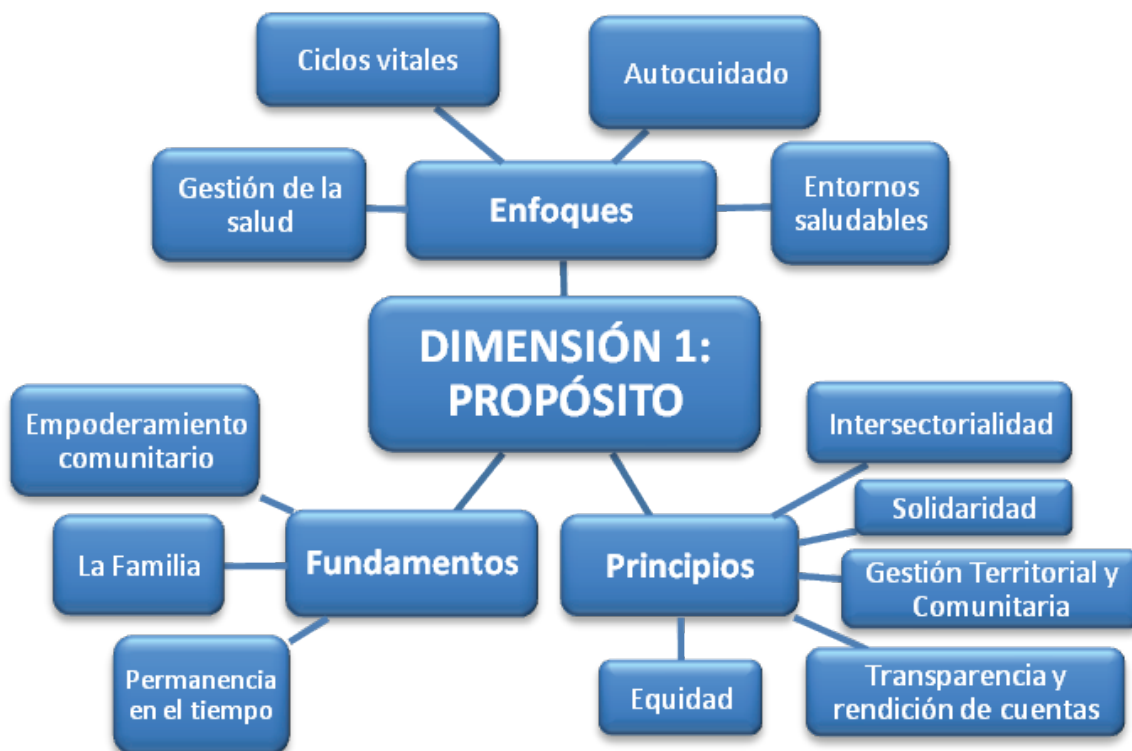 Ciclos vitales
Autocuidado
Gestión de la
salud
Enfoques
Entornos
saludables
DIMENSIÓN 1:
PROPÓSITO
Empoderamiento
comunitario
La Familia
Fundamentos
Permanencia
en el tiempo
Intersectorialidad
Solidaridad
Principios
Gestión Territorial y
Comunitaria
Equidad
Transparencia y
rendición de cuentas